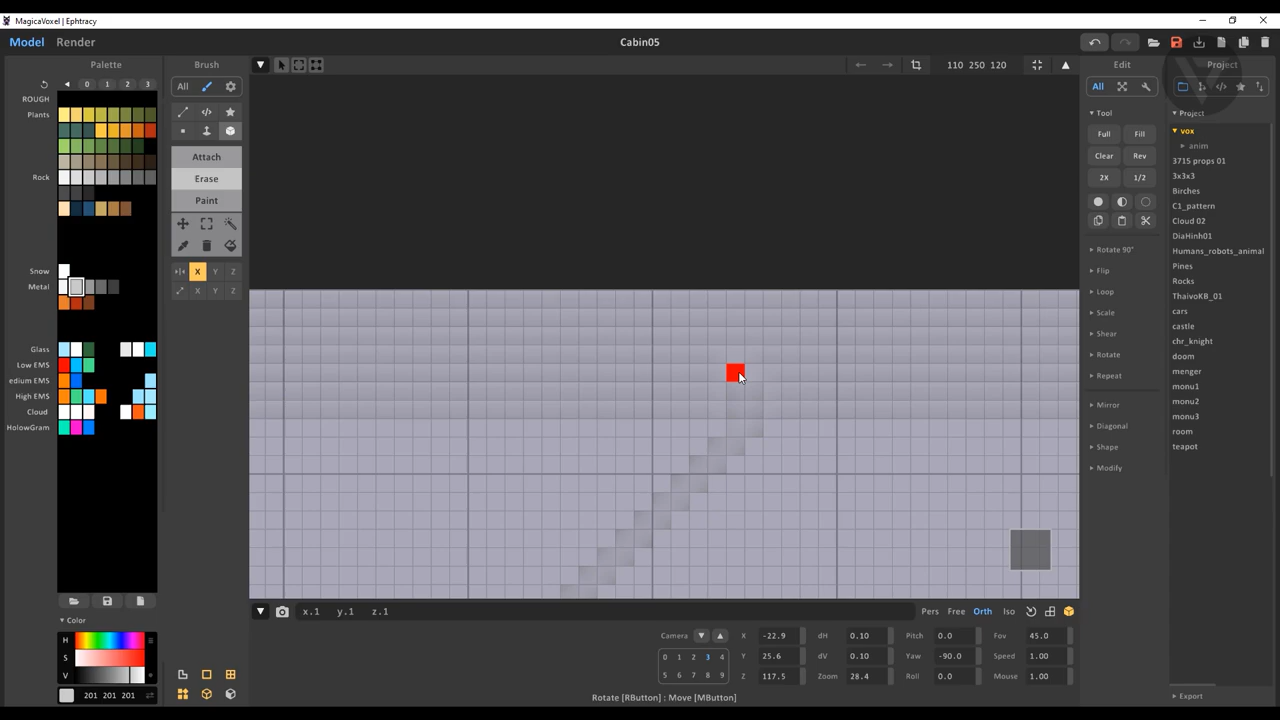 MagicaVoxel | Ephtracy
Model Render Cabin05
Palette Brush 110 250 120 Edit Project
0 1 2 3 All All
ROUGH
Plants
Rock
Snow
Metal
Glass
Low EMS
edium EMS
High EMS
Cloud
HolowGram
Attach
Erase
Paint
X Y Z
X Y Z
Tool
Full Fill
Clear Rev
2X 1/2
Rotate 90°
Flip
Loop
Scale
Shear
Rotate
Repeat
Mirror
Diagonal
Shape
Modify
Project
vox
anim
3715 props 01
3x3x3
Birches
C1_pattern
Cloud 02
DiaHinh01
Humans_robots_animal
Pines
Rocks
ThaivoKB_01
cars
castle
chr_knight
doom
menger
monu1
monu2
monu3
room
teapot
Export
Color
H
S
V
201 201 201
x.1 y.1 z.1 Pers Free Orth Iso
Camera X -22.9 dH 0.10 Pitch 0.0 Fov 45.0
0 1 2 3 4 Y 25.6 dV 0.10 Yaw -90.0 Speed 1.00
5 6 7 8 9 Z 117.5 Zoom 28.4 Roll 0.0 Mouse 1.00
Rotate [RButton] : Move [MButton]